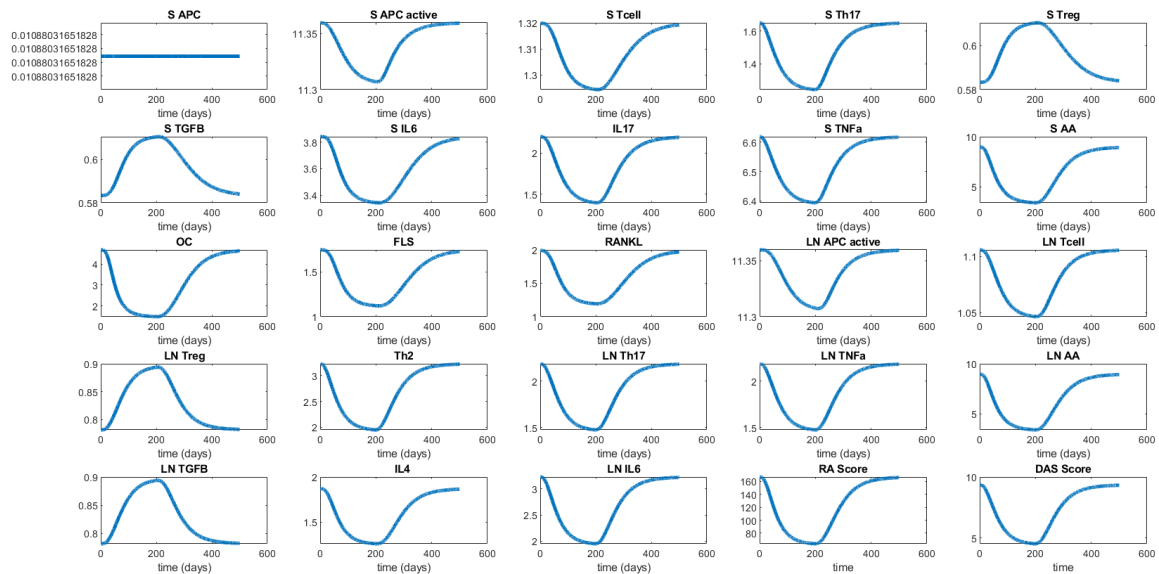 S APC
0.01088031651828
0.01088031651828
0.01088031651828
0.01088031651828
0 200 400 600
time (days)
S APC active
11.35
11.3
0 200 400 600
time (days)
S Tcell
1.32
1.31
1.3
0 200 400 600
time (days)
S Th17
1.6
1.4
0 200 400 600
time (days)
S Treg
0.6
0.58
0 200 400 600
time (days)
S TGFB
0.6
0.58
0 200 400 600
time (days)
S IL6
3.8
3.6
3.4
0 200 400 600
time (days)
IL17
2
1.5
0 200 400 600
time (days)
S TNFa
6.6
6.5
6.4
0 200 400 600
time (days)
S AA
10
5
0 200 400 600
time (days)
OC
4
3
2
0 200 400 600
time (days)
FLS
1.5
1
0 200 400 600
time (days)
RANKL
2
1.5
1
0 200 400 600
time (days)
LN APC active
11.35
11.3
0 200 400 600
time (days)
LN Tcell
1.1
1.05
0 200 400 600
time (days)
LN Treg
0.9
0.85
0.8
0 200 400 600
time (days)
Th2
3
2.5
2
0 200 400 600
time (days)
LN Th17
2
1.5
0 200 400 600
time (days)
LN TNFa
2
1.5
0 200 400 600
time (days)
LN AA
10
5
0 200 400 600
time (days)
LN TGFB
0.9
0.85
0.8
0 200 400 600
time (days)
IL4
2
1.5
0 200 400 600
time (days)
LN IL6
3
2.5
2
0 200 400 600
time (days)
RA Score
160
140
120
100
80
0 200 400 600
time
DAS Score
10
5
0 200 400 600
time